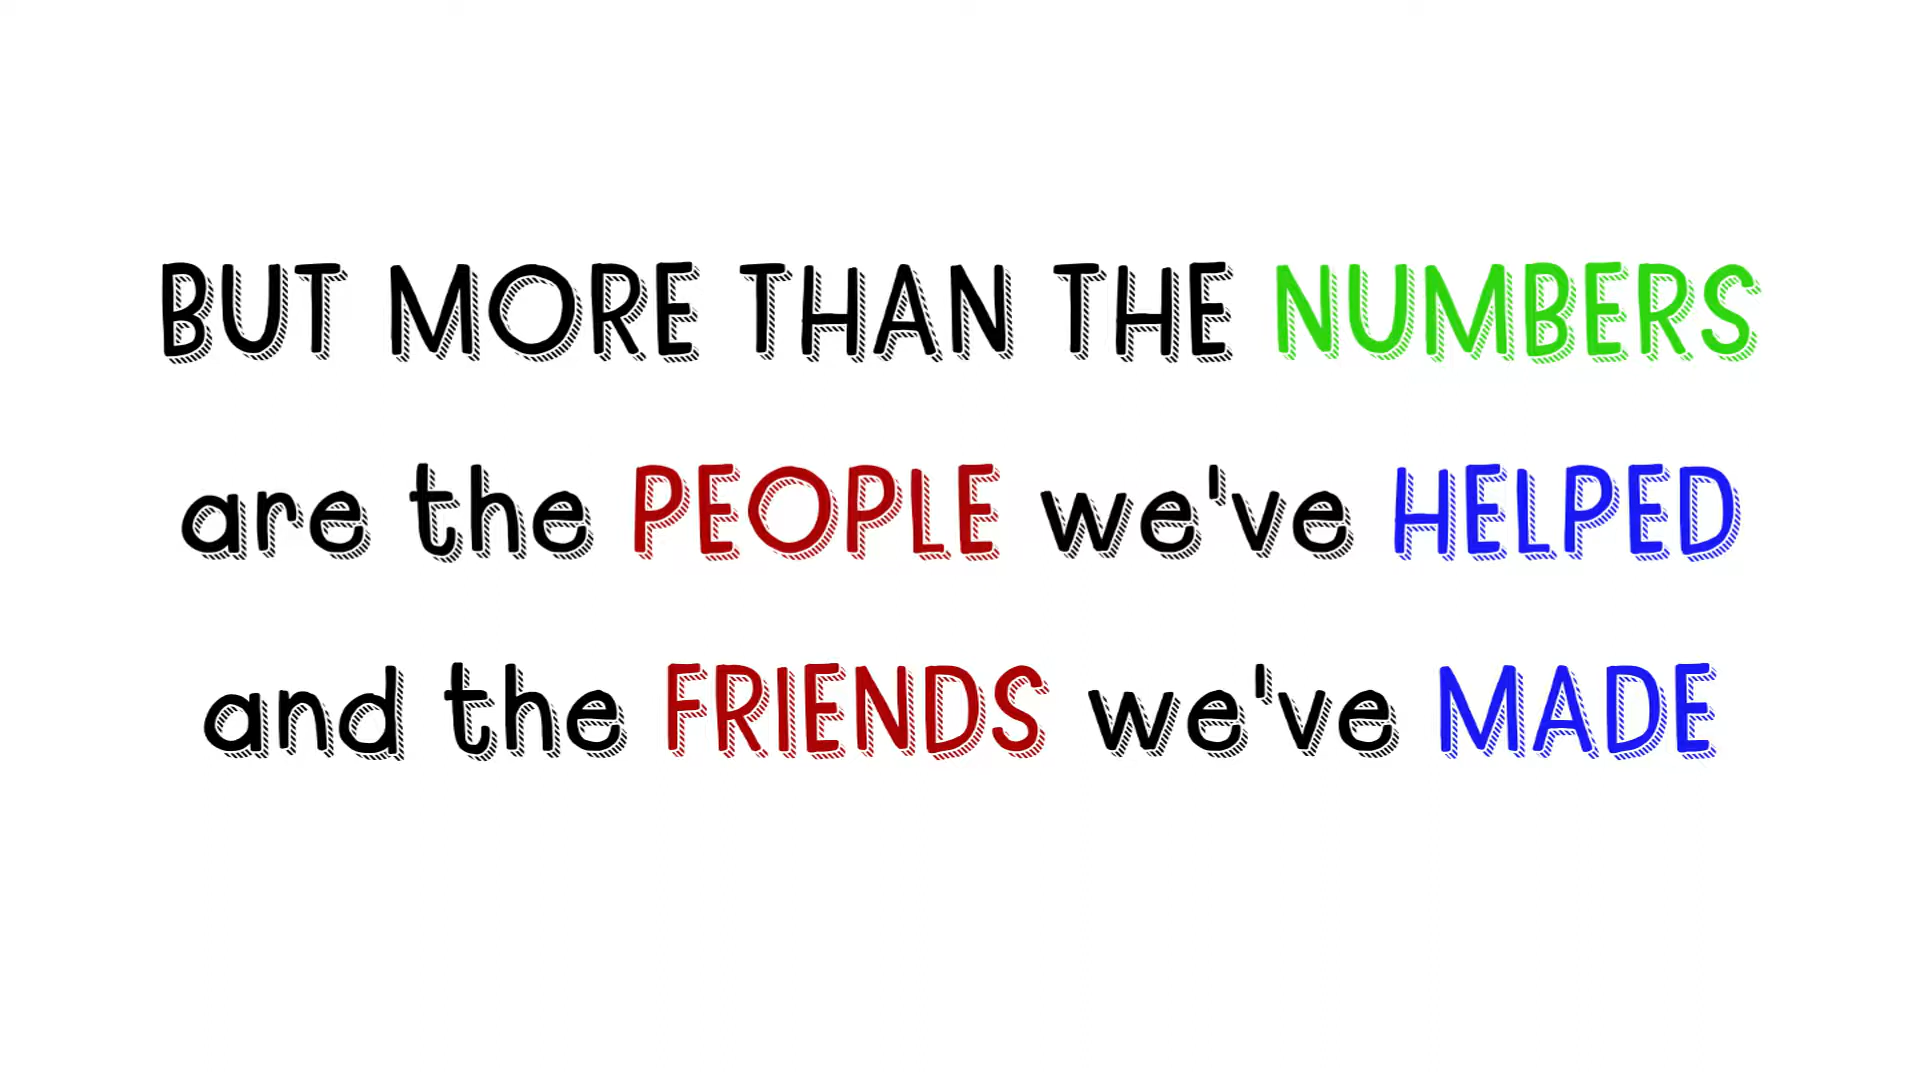 BUT MORE THAN THE NUMBERS
are the PEOPLE we've HELPED
and the FRIENDS we've MADE